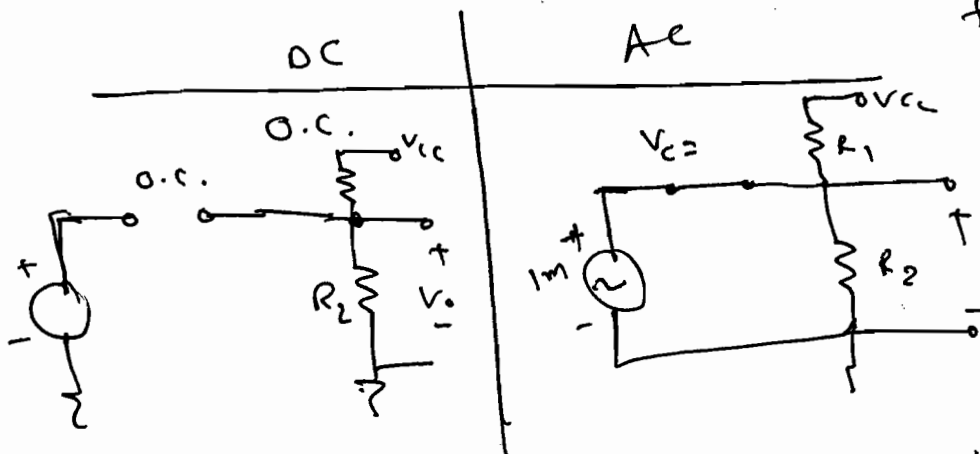 DC
AC
O.C.
VCC
O.C.
+
-
R2
+
Vo
-
VCC
R1
VC=
+
1m
-
R2
-